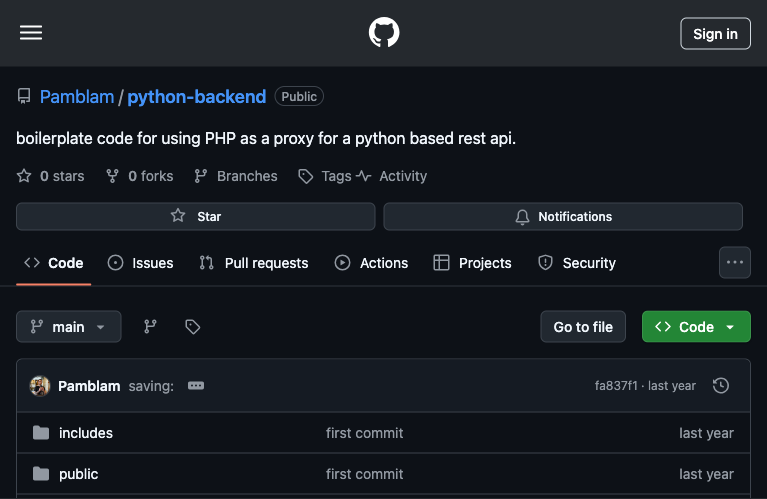 Sign in
Pamblam / python-backend Public
boilerplate code for using PHP as a proxy for a python based rest api.
0 stars 0 forks Branches Tags Activity
Star Notifications
Code Issues Pull requests Actions Projects Security
main Go to file Code
Pamblam saving: fa837f1 · last year
includes first commit last year
public first commit last year